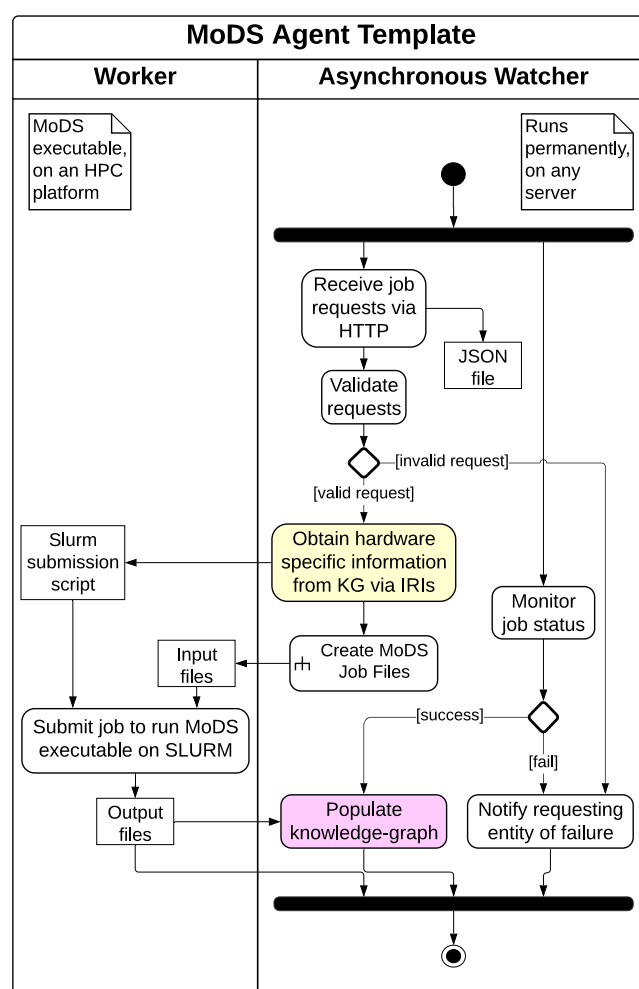 MoDS Agent Template
Worker
Asynchronous Watcher
MoDS
executable,
on an HPC
platform
Runs
permanently,
on any
server
Receive job
requests via
HTTP
JSON
file
Validate
requests
[invalid request]
[valid request]
Slurm
submission
script
Obtain hardware
specific information
from KG via IRIs
Monitor
job status
Input
files
Create MoDS
Job Files
Submit job to run MoDS
executable on SLURM
[success]
[fail]
Output
files
Populate
knowledge-graph
Notify requesting
entity of failure